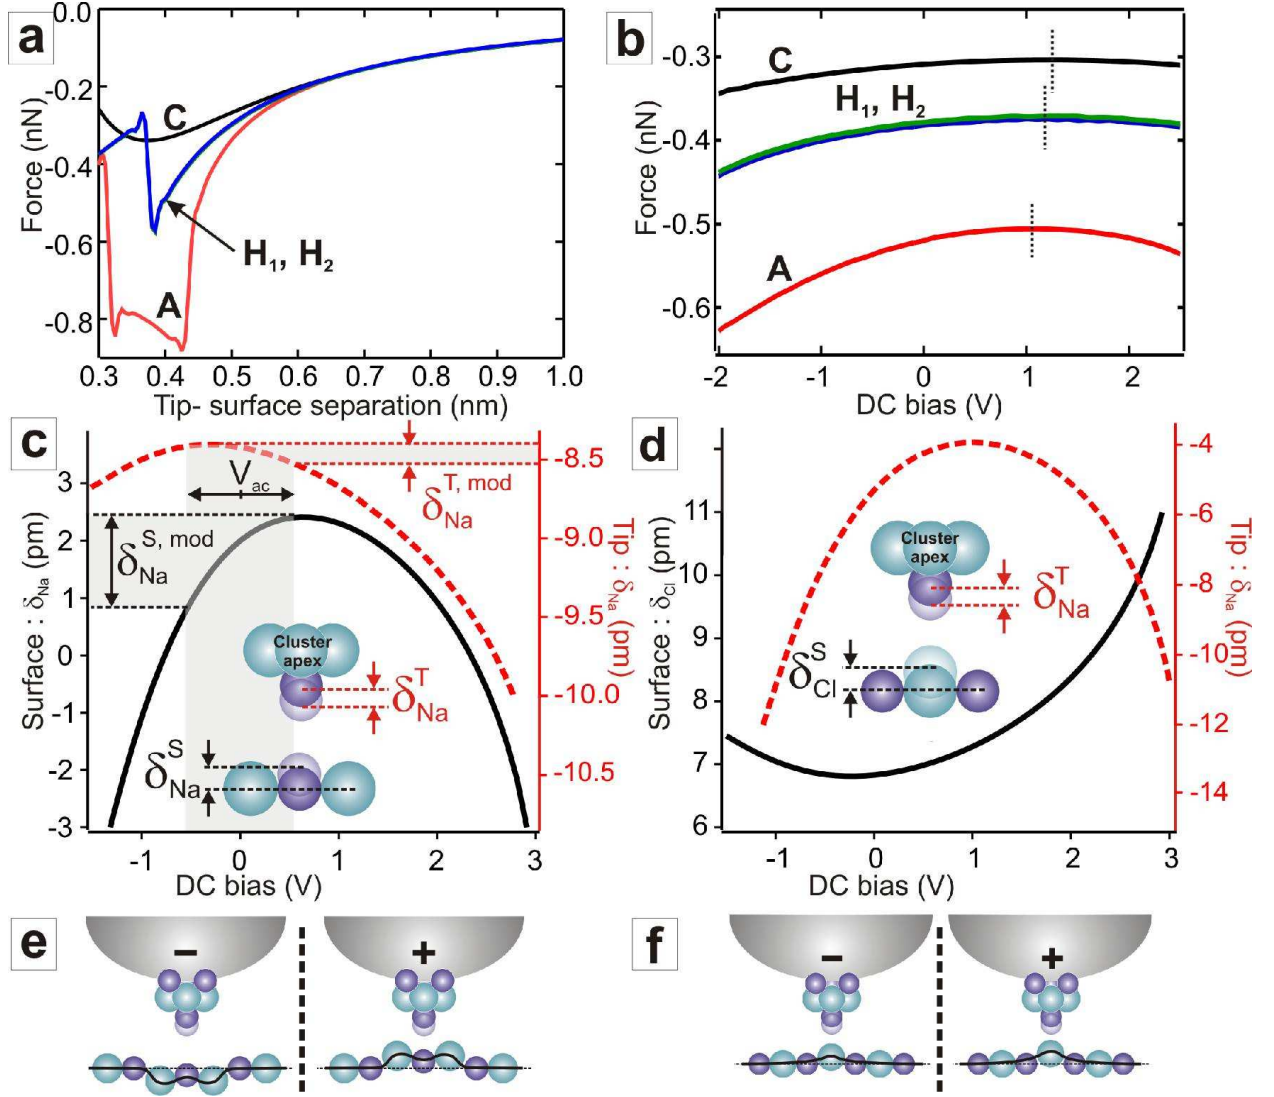 a
0.0
-0.2
-0.4
-0.6
-0.8
Force (nN)
C
H1, H2
A
0.3 0.4 0.5 0.6 0.7 0.8 0.9 1.0
Tip- surface separation (nm)
b
-0.3
-0.4
-0.5
-0.6
Force (nN)
C
H1, H2
A
-2 -1 0 1 2
DC bias (V)
c
3
2
1
0
-1
-2
-3
Surface : δNa (pm)
Vac
δNa S, mod
δNa T, mod
Cluster
apex
δNa T
δNa S
-8.5
-9.0
-9.5
-10.0
-10.5
Tip : δNa (pm)
-1 0 1 2 3
DC bias (V)
d
11
10
9
8
7
6
Surface : δCl (pm)
Cluster
apex
δNa T
δCl S
-4
-6
-8
-10
-12
-14
Tip : δNa (pm)
-1 0 1 2 3
DC bias (V)
e
− +
f
− +